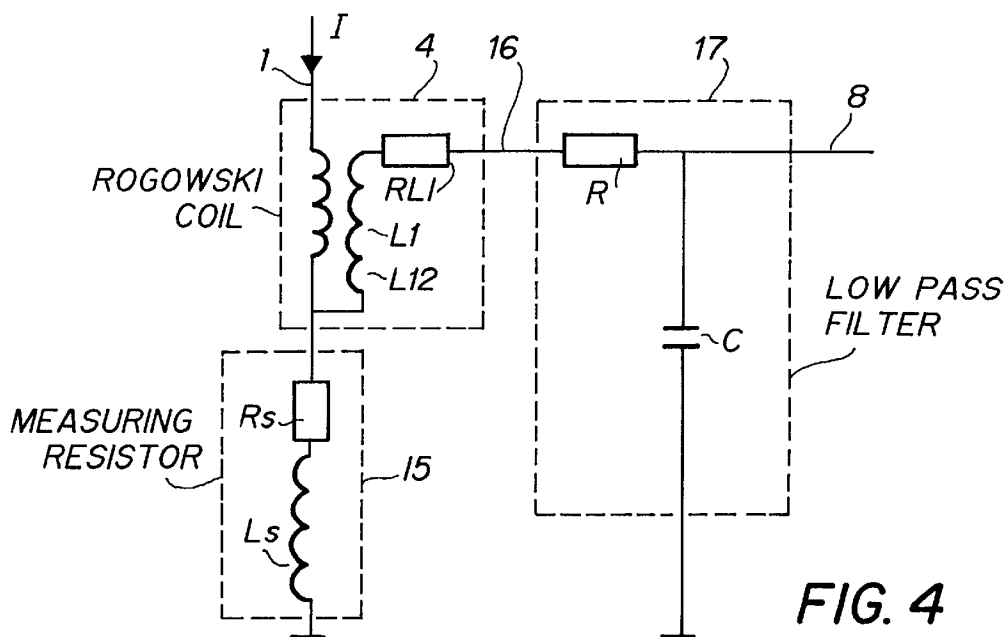 I
1
4
16
17
8
ROGOWSKI
COIL
RL1
R
L1
L12
LOW PASS
FILTER
C
MEASURING
RESISTOR
Rs
15
Ls
FIG. 4